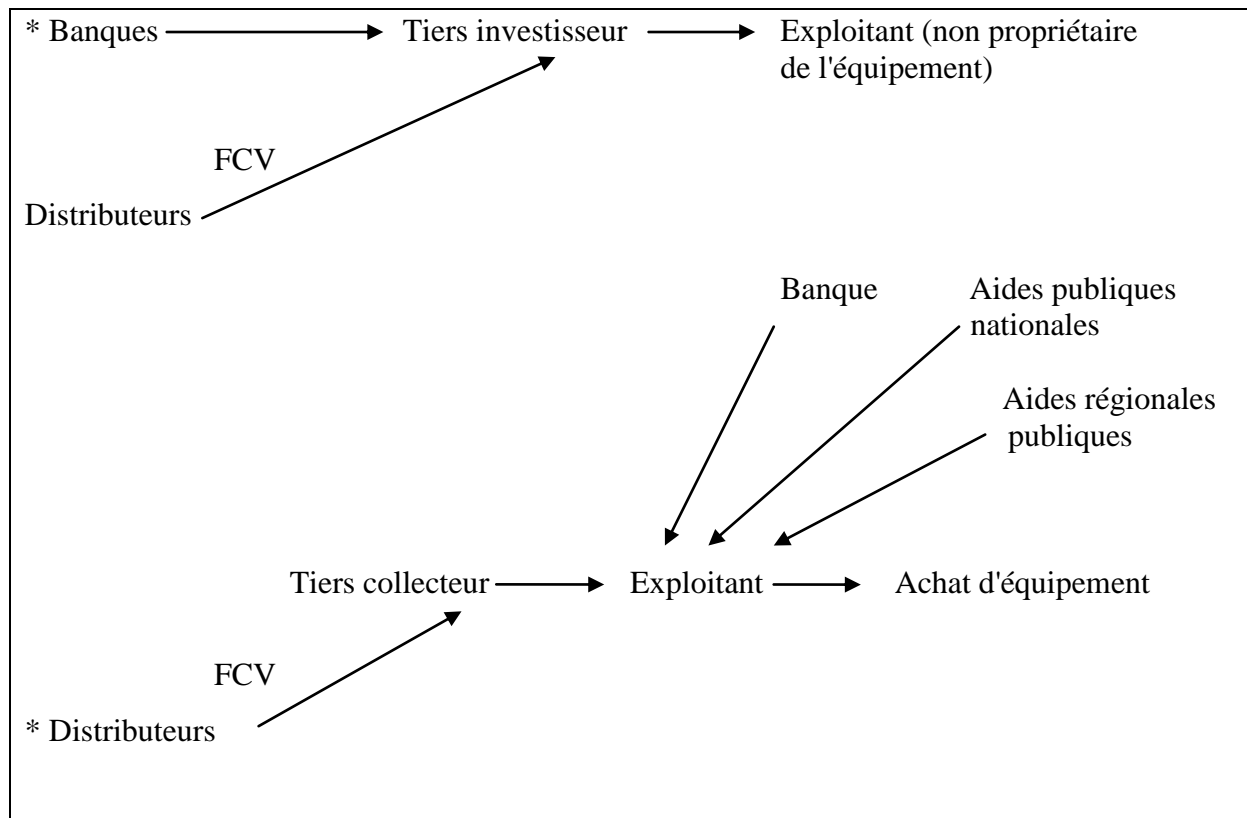 * Banques
Tiers investisseur
Exploitant (non propriétaire
de l'équipement)
FCV
Distributeurs
Banque
Aides publiques
nationales
Aides régionales
publiques
Tiers collecteur
Exploitant
Achat d'équipement
FCV
* Distributeurs